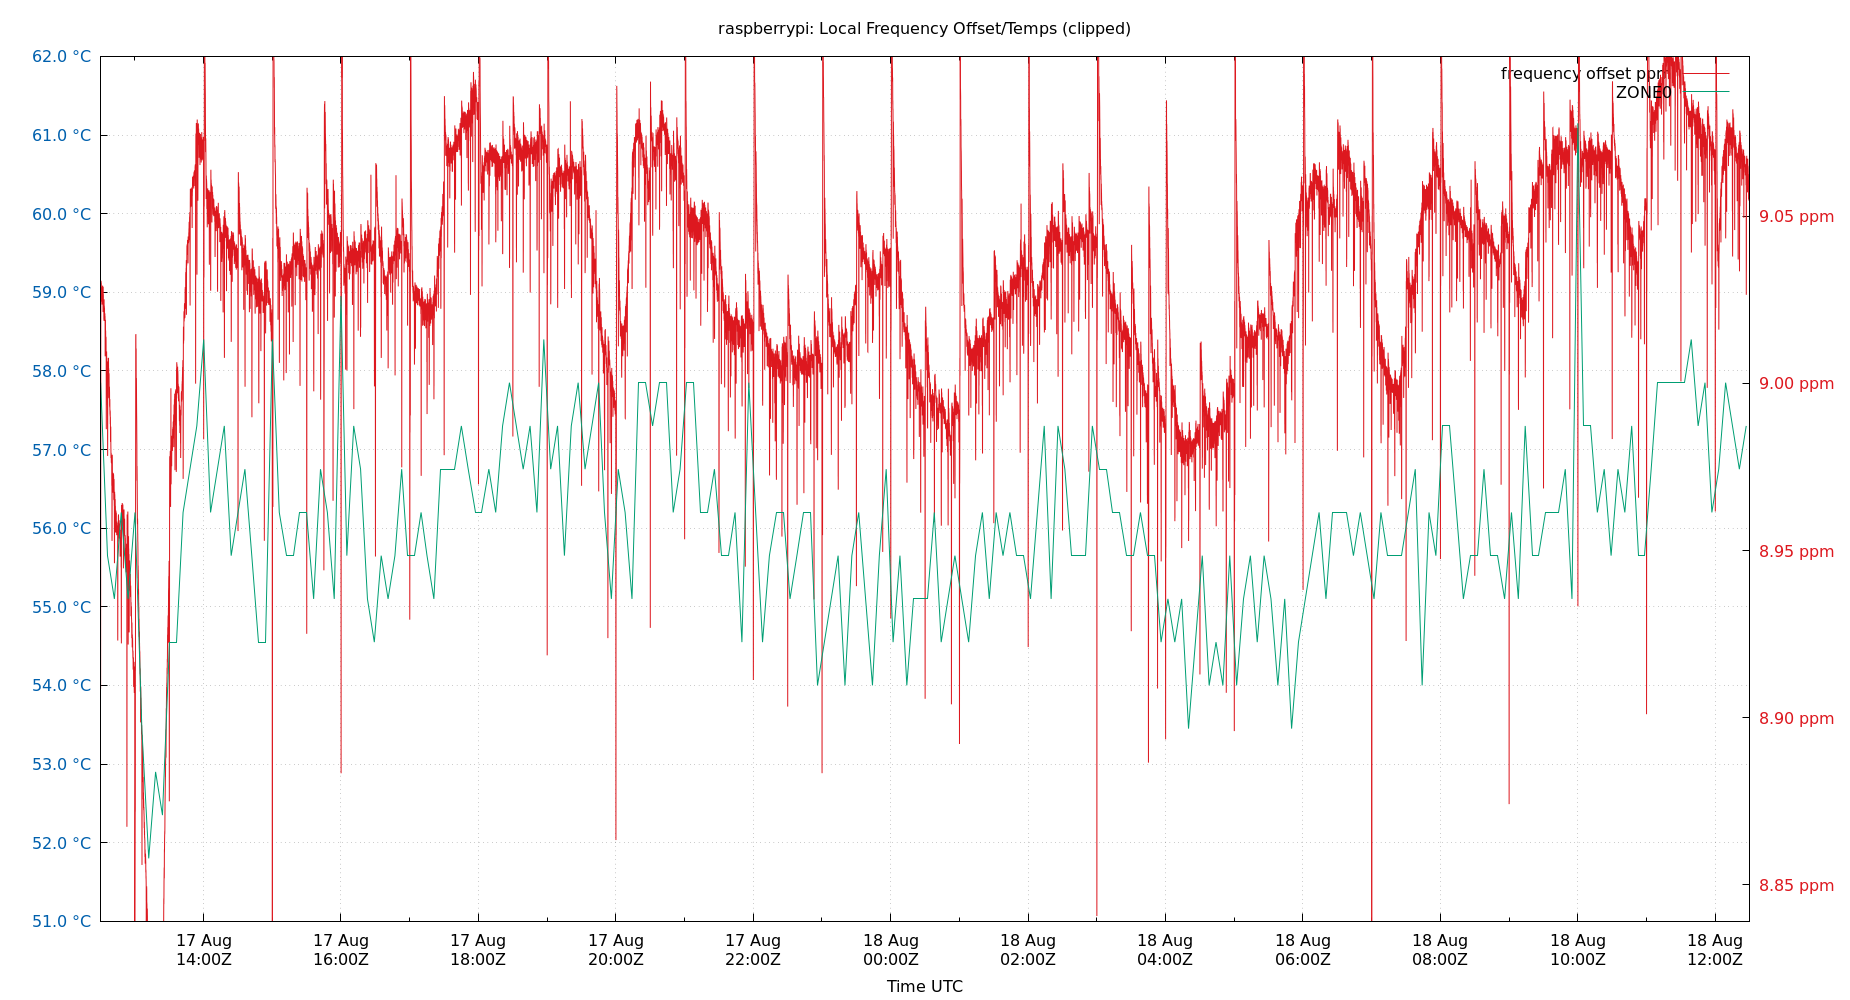 raspberrypi: Local Frequency Offset/Temps (clipped)
62.0 °C
61.0 °C
60.0 °C
59.0 °C
58.0 °C
57.0 °C
56.0 °C
55.0 °C
54.0 °C
53.0 °C
52.0 °C
51.0 °C
frequency offset ppm
ZONE0
9.05 ppm
9.00 ppm
8.95 ppm
8.90 ppm
8.85 ppm
17 Aug 17 Aug 17 Aug 17 Aug 17 Aug 18 Aug 18 Aug 18 Aug 18 Aug 18 Aug 18 Aug 18 Aug
14:00Z 16:00Z 18:00Z 20:00Z 22:00Z 00:00Z 02:00Z 04:00Z 06:00Z 08:00Z 10:00Z 12:00Z
Time UTC